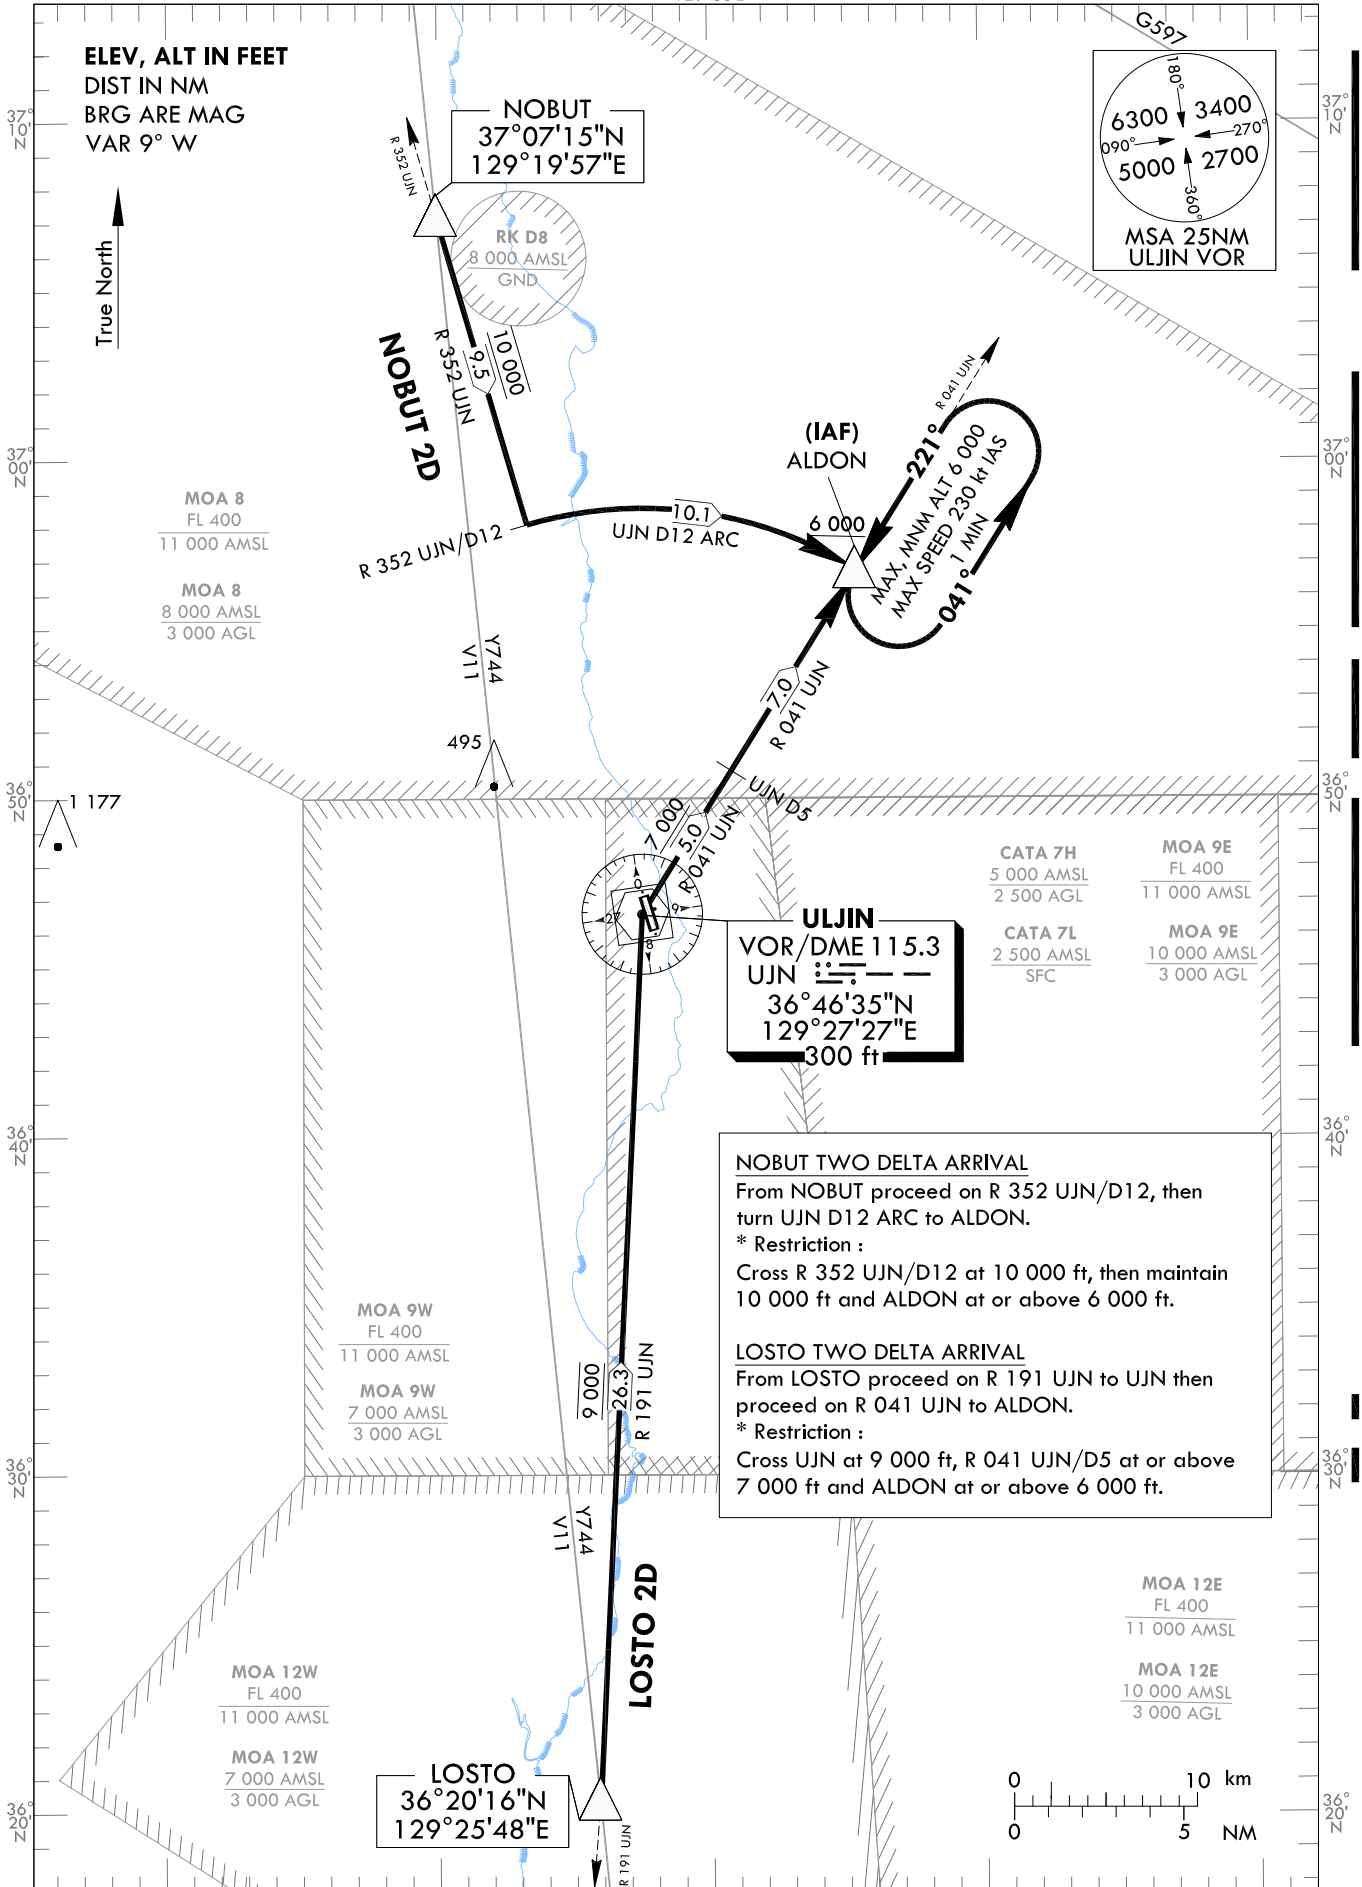 G597
ELEV, ALT IN FEET
DIST IN NM
BRG ARE MAG
VAR 9° W
True North
180°
6300 3400
090° 270°
5000 2700
360°
MSA 25NM
ULJIN VOR
NOBUT
37°07'15"N
129°19'57"E
R 352 UJN
RK D8
8 000 AMSL
GND
NOBUT 2D
R 352 UJN
9.5
10 000
R 352 UJN/D12
10.1
UJN D12 ARC
(IAF)
ALDON
6 000
221°
R 041 UJN
MAX, MNM ALT 6 000
MAX SPEED 230 kt IAS
1 MIN
041°
MOA 8
FL 400
11 000 AMSL
MOA 8
8 000 AMSL
3 000 AGL
Y744
V11
7.0
R 041 UJN
495
1 177
UJN D5
7 000
5.0
R 041 UJN
CATA 7H
5 000 AMSL
2 500 AGL
CATA 7L
2 500 AMSL
SFC
MOA 9E
FL 400
11 000 AMSL
MOA 9E
10 000 AMSL
3 000 AGL
0
9
8
27
ULJIN
VOR/DME 115.3
UJN
36°46'35"N
129°27'27"E
300 ft
NOBUT TWO DELTA ARRIVAL
From NOBUT proceed on R 352 UJN/D12, then
turn UJN D12 ARC to ALDON.
* Restriction :
Cross R 352 UJN/D12 at 10 000 ft, then maintain
10 000 ft and ALDON at or above 6 000 ft.
LOSTO TWO DELTA ARRIVAL
From LOSTO proceed on R 191 UJN to UJN then
proceed on R 041 UJN to ALDON.
* Restriction :
Cross UJN at 9 000 ft, R 041 UJN/D5 at or above
7 000 ft and ALDON at or above 6 000 ft.
MOA 9W
FL 400
11 000 AMSL
MOA 9W
7 000 AMSL
3 000 AGL
9 000
26.3
R 191 UJN
Y744
V11
LOSTO 2D
MOA 12W
FL 400
11 000 AMSL
MOA 12W
7 000 AMSL
3 000 AGL
MOA 12E
FL 400
11 000 AMSL
MOA 12E
10 000 AMSL
3 000 AGL
LOSTO
36°20'16"N
129°25'48"E
R 191 UJN
0 10 km
0 5 NM
37° 10' N
37° 00' N
36° 50' N
36° 40' N
36° 30' N
36° 20' N
37° 10' N
37° 00' N
36° 50' N
36° 40' N
36° 30' N
36° 20' N